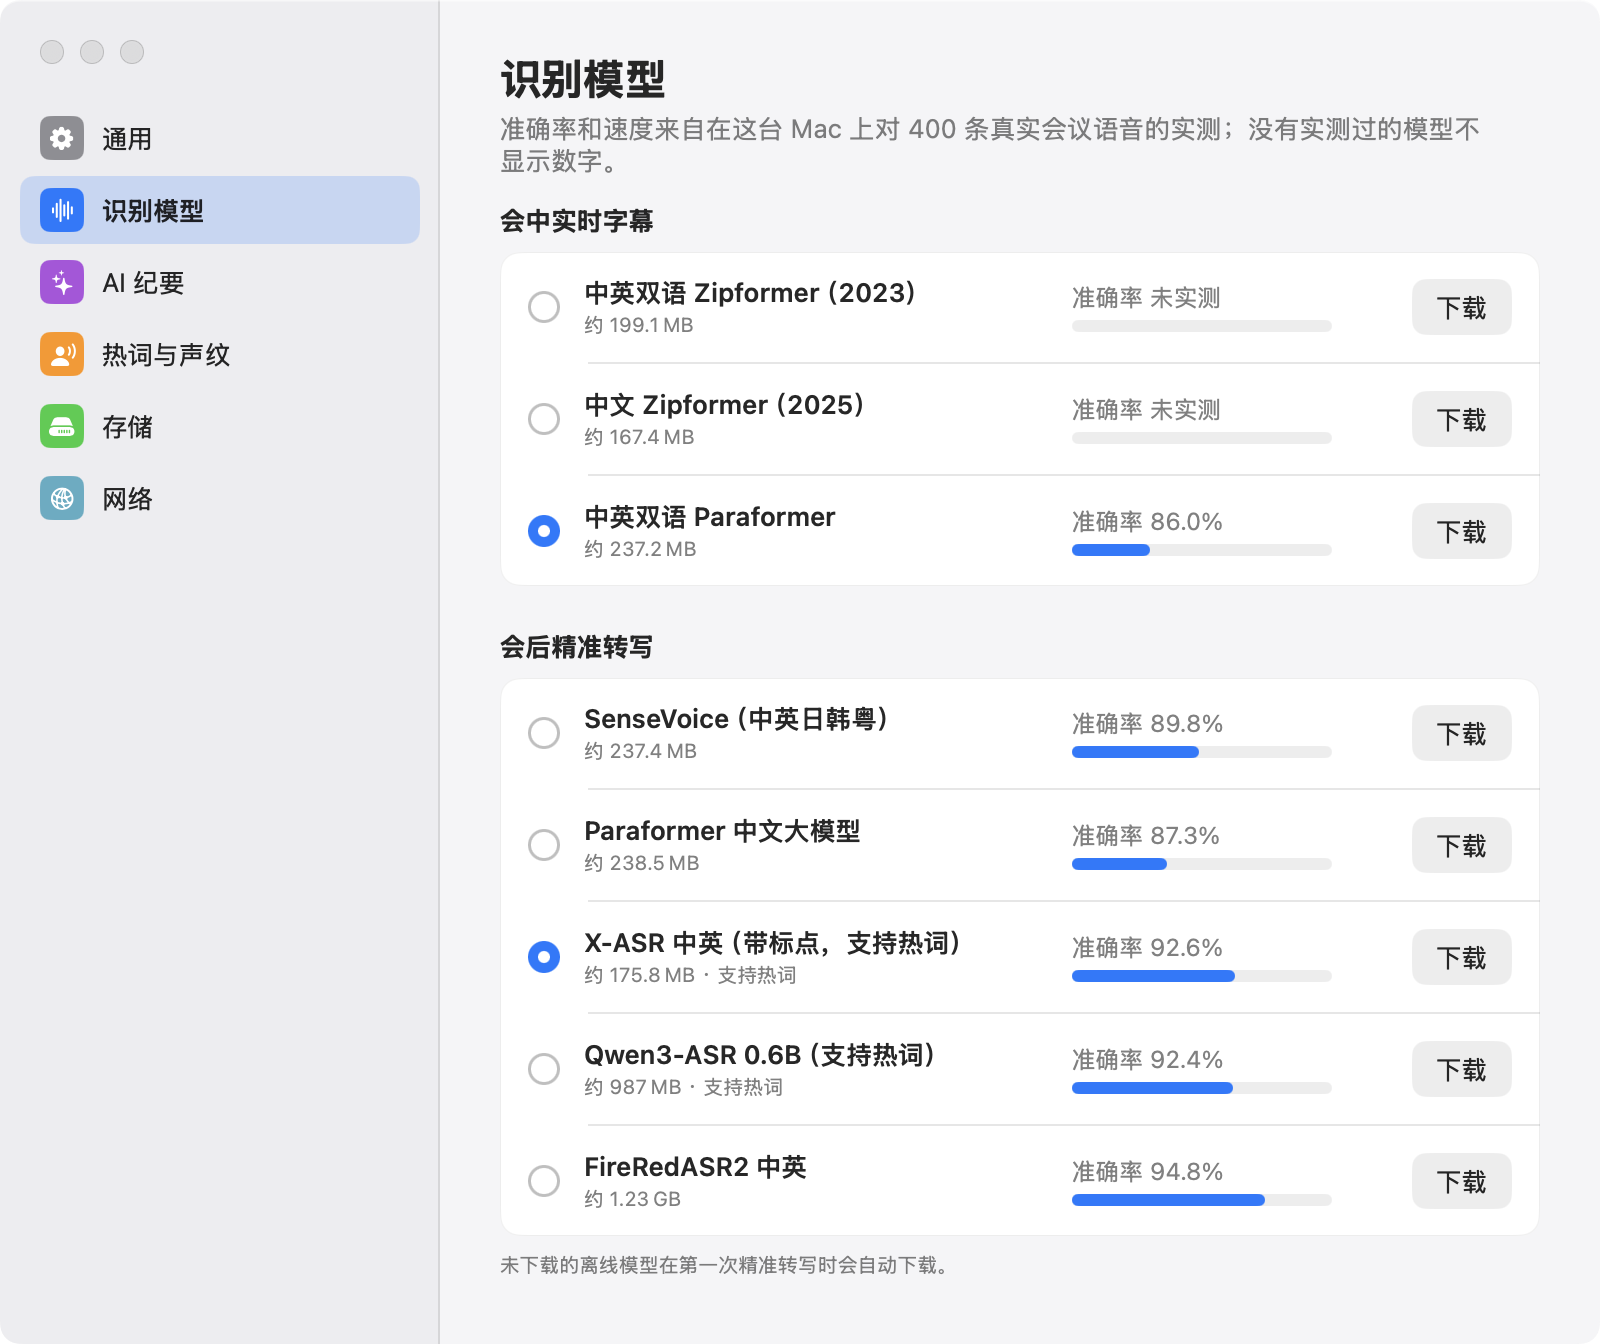 通用
识别模型
AI 纪要
热词与声纹
存储
网络
识别模型
准确率和速度来自在这台 Mac 上对 400 条真实会议语音的实测；没有实测过的模型不
显示数字。
会中实时字幕
中英双语 Zipformer（2023）
约 199.1 MB
准确率 未实测
下载
中文 Zipformer（2025）
约 167.4 MB
准确率 未实测
下载
中英双语 Paraformer
约 237.2 MB
准确率 86.0%
下载
会后精准转写
SenseVoice（中英日韩粤）
约 237.4 MB
准确率 89.8%
下载
Paraformer 中文大模型
约 238.5 MB
准确率 87.3%
下载
X-ASR 中英（带标点，支持热词）
约 175.8 MB · 支持热词
准确率 92.6%
下载
Qwen3-ASR 0.6B（支持热词）
约 987 MB · 支持热词
准确率 92.4%
下载
FireRedASR2 中英
约 1.23 GB
准确率 94.8%
下载
未下载的离线模型在第一次精准转写时会自动下载。